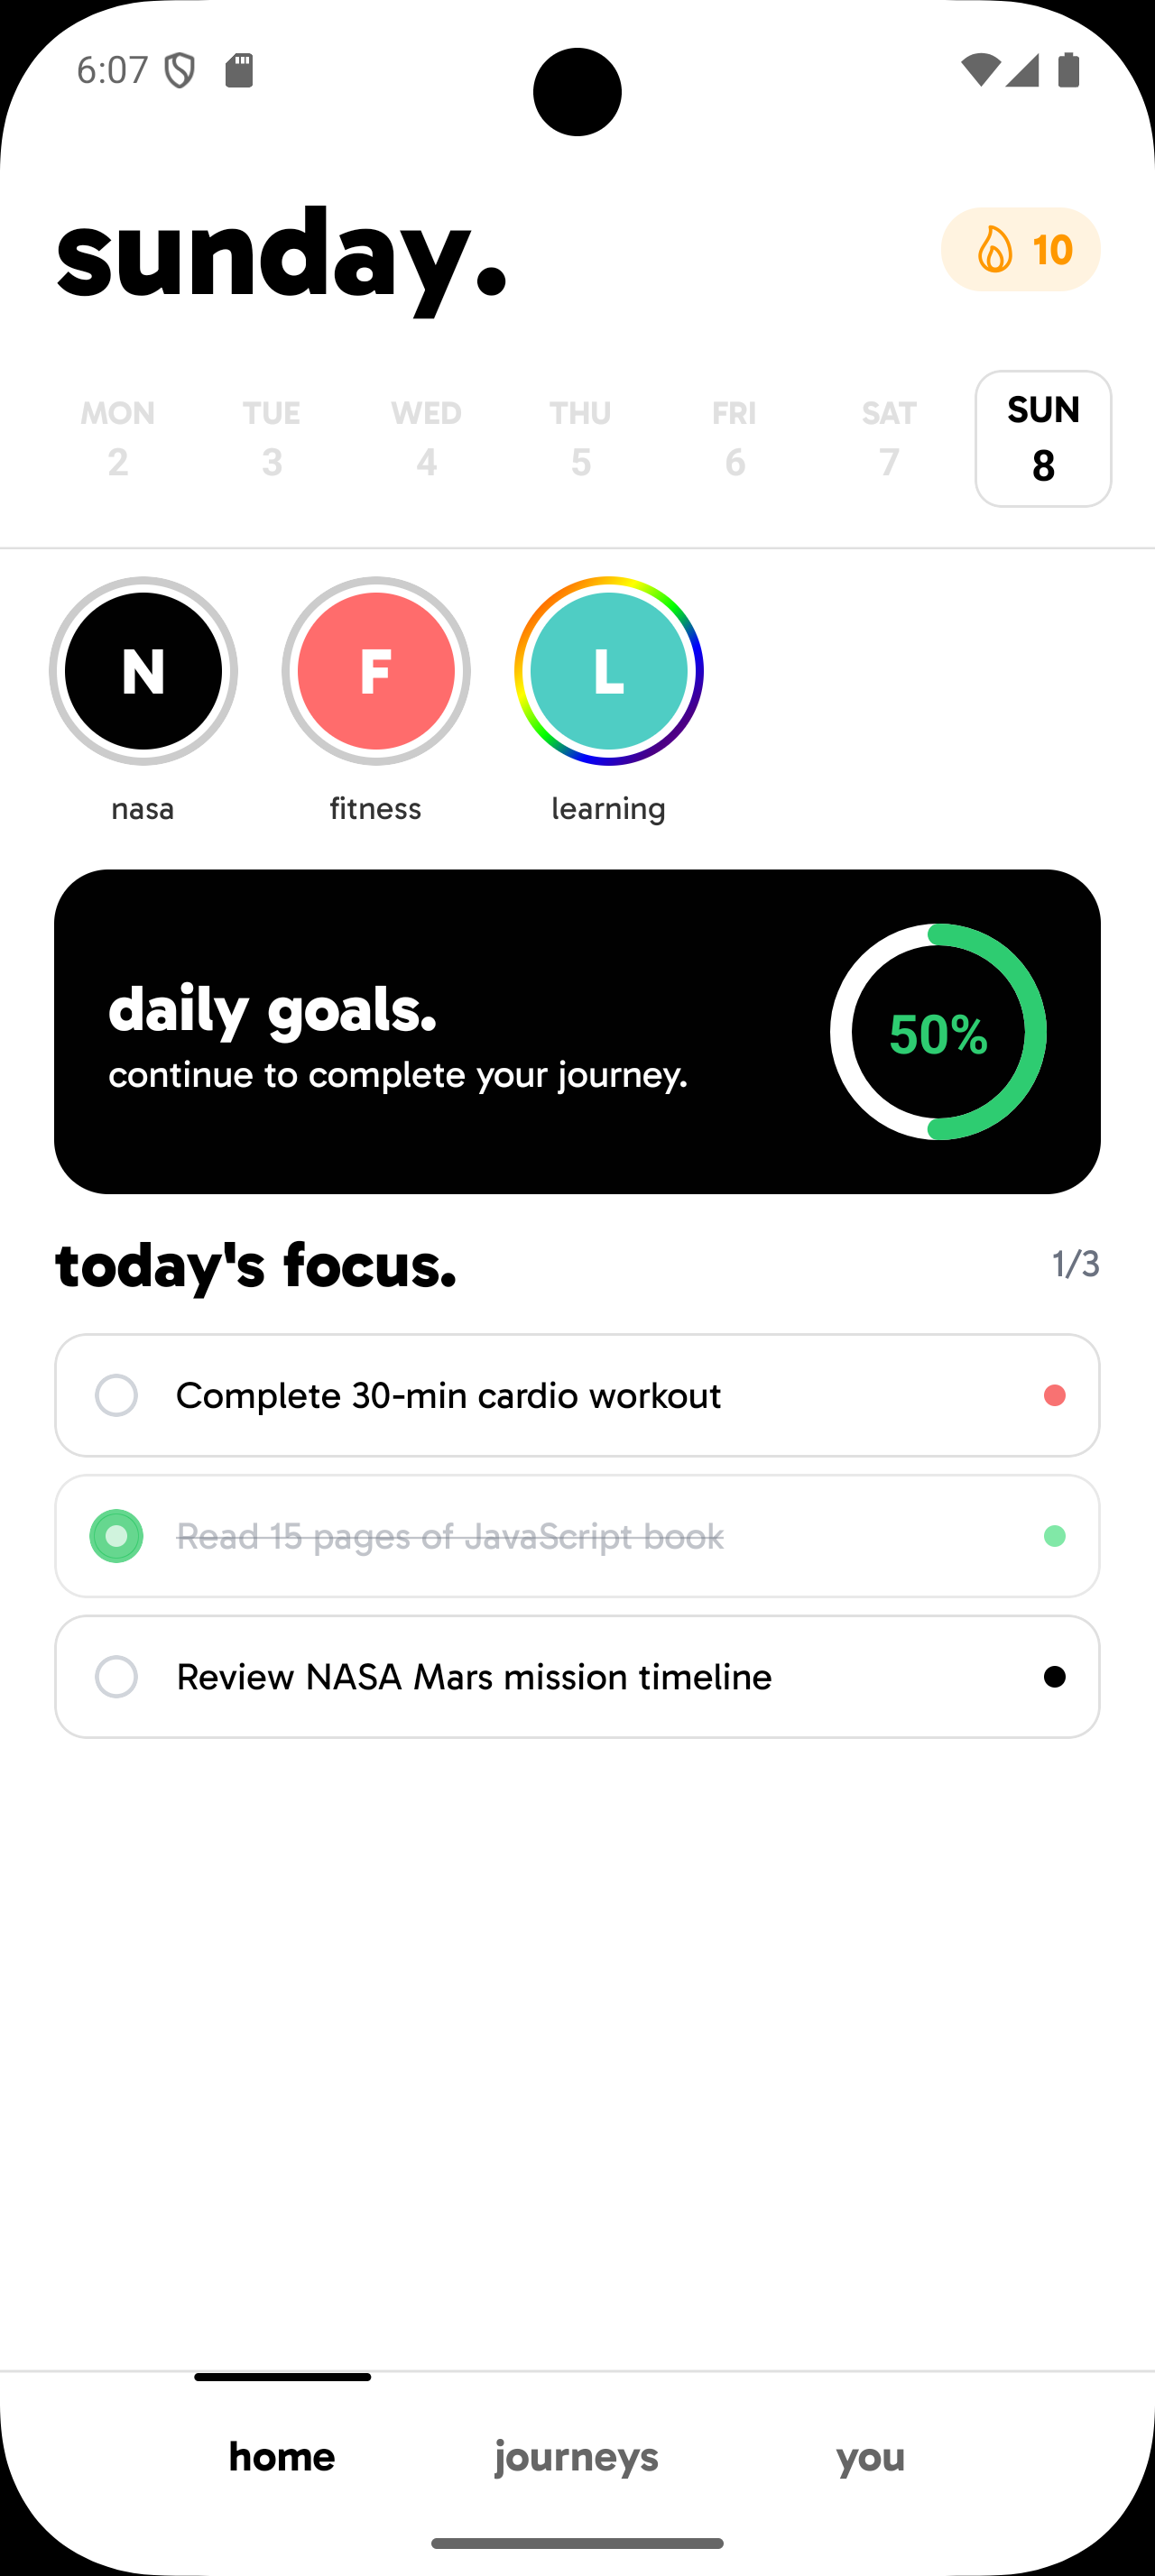 6:07
sunday.
10
MON TUE WED THU FRI SAT SUN
2 3 4 5 6 7 8
N F L
nasa fitness learning
daily goals.
continue to complete your journey.
50%
today's focus.
1/3
Complete 30-min cardio workout
Read 15 pages of JavaScript book
Review NASA Mars mission timeline
home journeys you